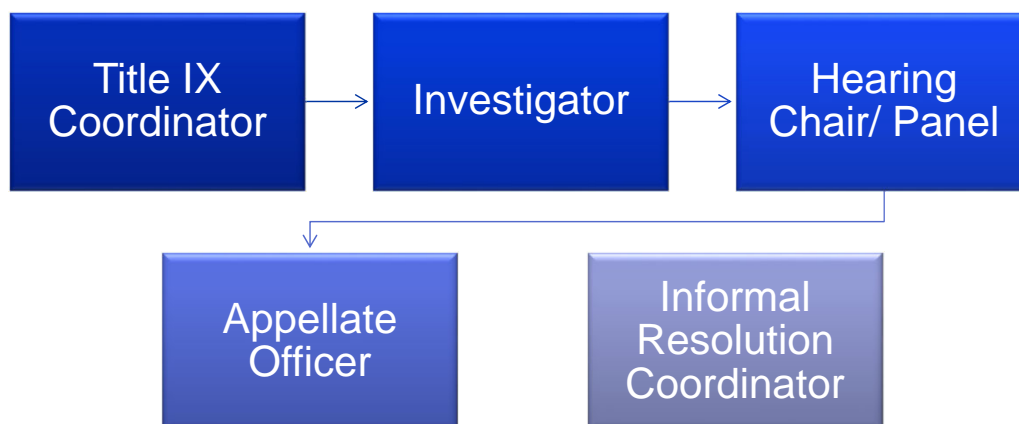 Title IX
Coordinator
Investigator
Hearing
Chair/ Panel
Appellate
Officer
Informal
Resolution
Coordinator